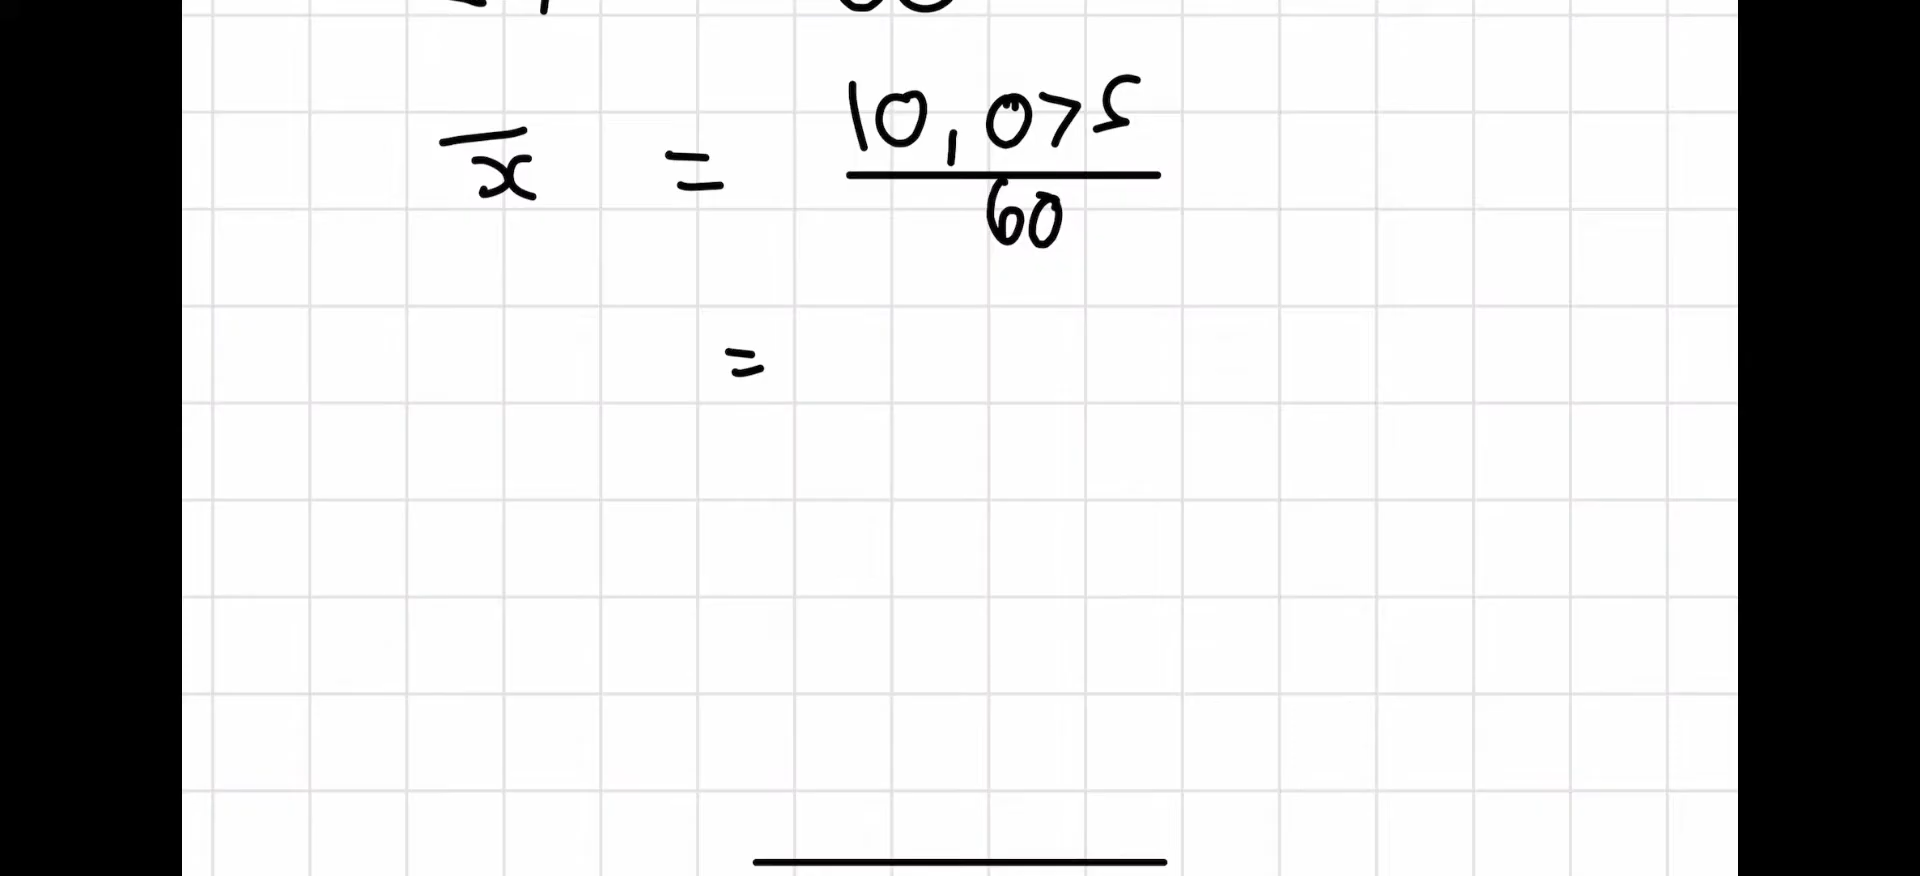 x̄ = 10,075
60
=